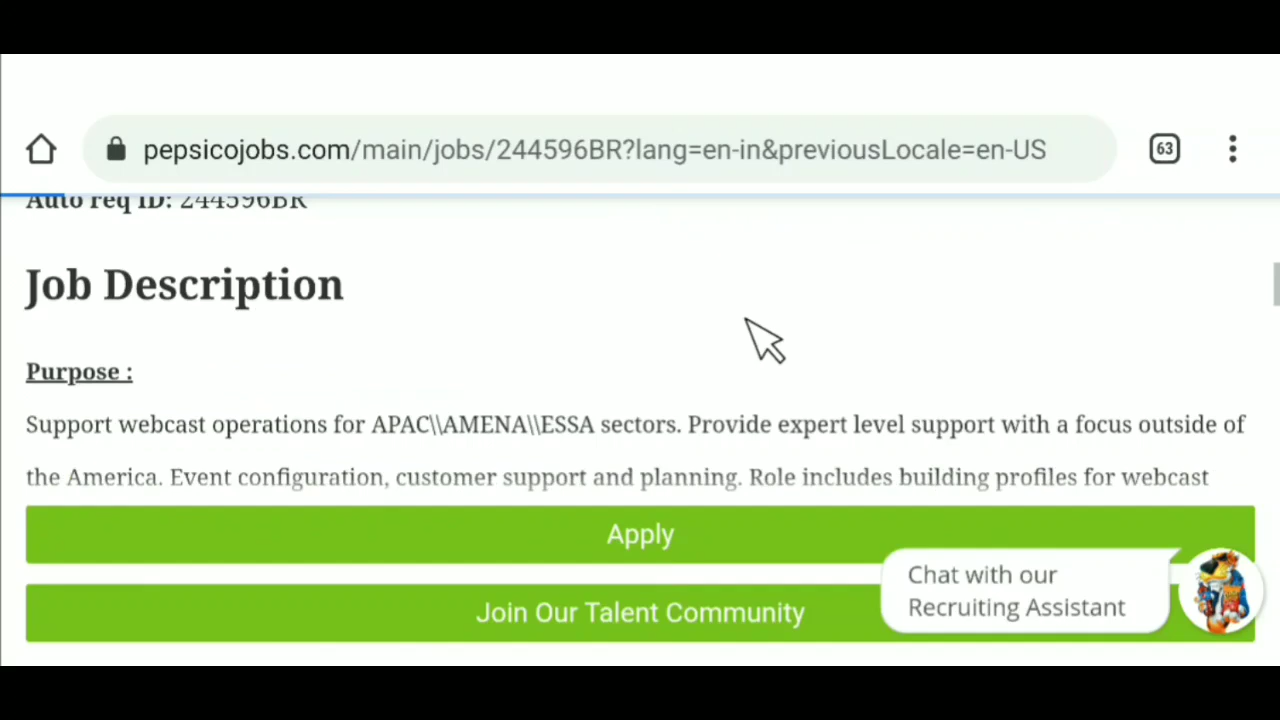 pepsicojobs.com/main/jobs/244596BR?lang=en-in&previousLocale=en-US
63
Auto req ID: 244596BR
Job Description
Purpose :
Support webcast operations for APAC\\AMENA\\ESSA sectors. Provide expert level support with a focus outside of
the America. Event configuration, customer support and planning. Role includes building profiles for webcast
Apply
Chat with our
Recruiting Assistant
Join Our Talent Community